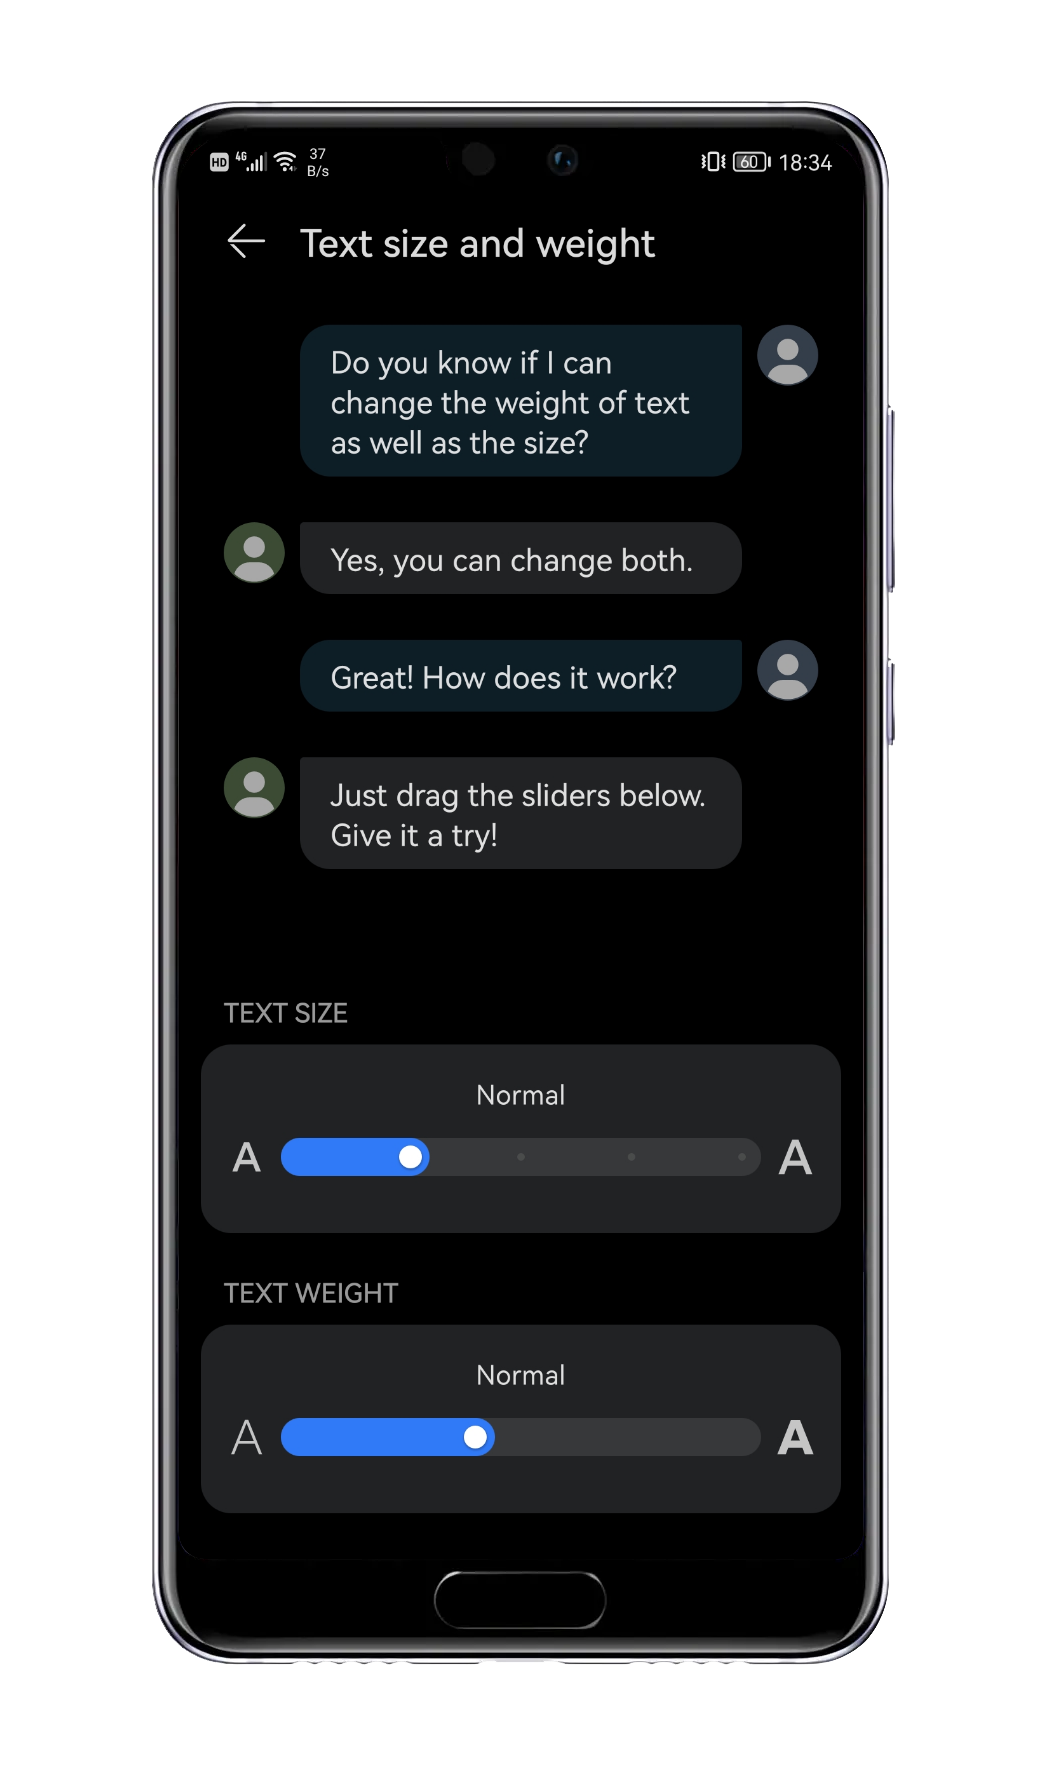 HD 4G 37 B/s 60 18:34
Text size and weight
Do you know if I can
change the weight of text
as well as the size?
Yes, you can change both.
Great! How does it work?
Just drag the sliders below.
Give it a try!
TEXT SIZE
Normal
A A
TEXT WEIGHT
Normal
A A